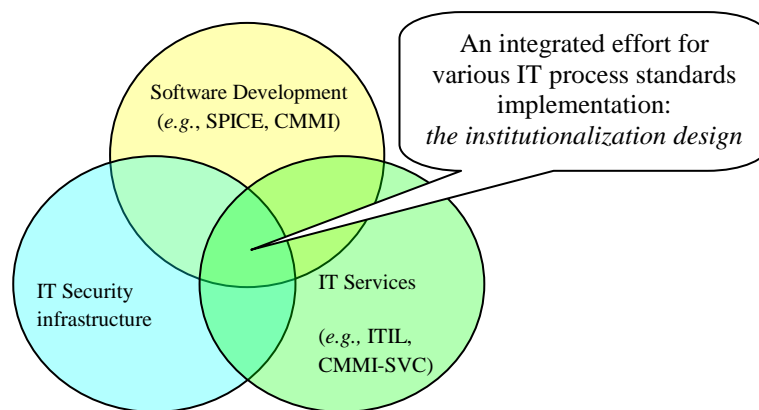 An integrated effort for
various IT process standards
implementation:
the institutionalization design
Software Development
(e.g., SPICE, CMMI)
IT Security
infrastructure
IT Services
(e.g., ITIL,
CMMI-SVC)